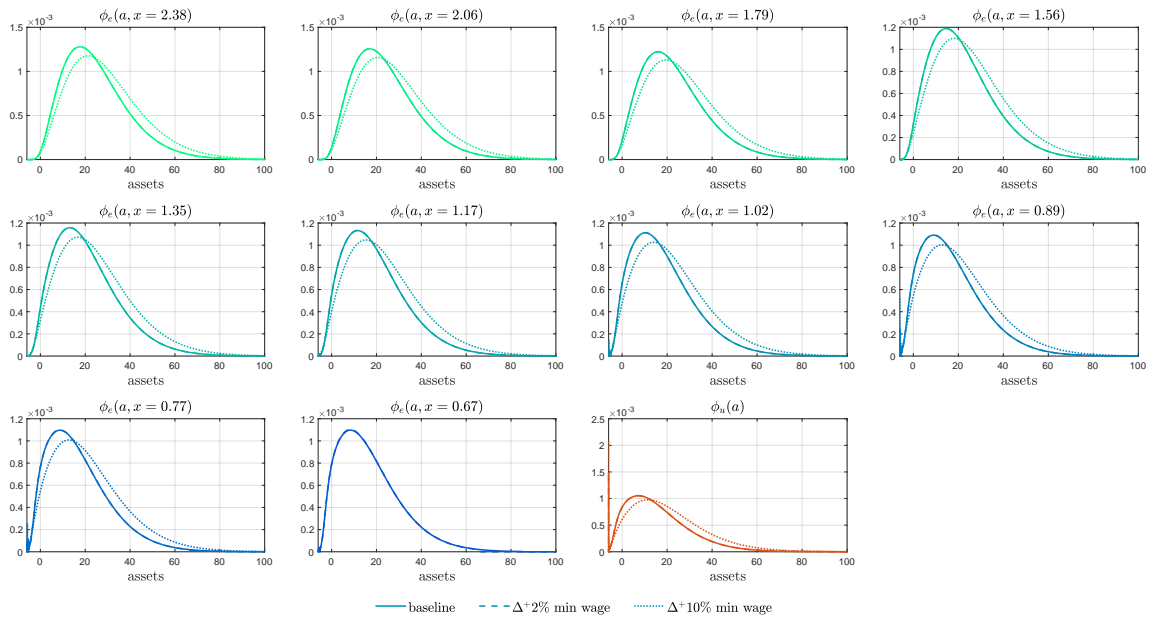 ϕ_e(a, x = 2.38)
×10^-3
1.5
1
0.5
0
0 20 40 60 80 100
assets
ϕ_e(a, x = 2.06)
×10^-3
1.5
1
0.5
0
0 20 40 60 80 100
assets
ϕ_e(a, x = 1.79)
×10^-3
1.5
1
0.5
0
0 20 40 60 80 100
assets
ϕ_e(a, x = 1.56)
×10^-3
1.2
1
0.8
0.6
0.4
0.2
0
0 20 40 60 80 100
assets
ϕ_e(a, x = 1.35)
×10^-3
1.2
1
0.8
0.6
0.4
0.2
0
0 20 40 60 80 100
assets
ϕ_e(a, x = 1.17)
×10^-3
1.2
1
0.8
0.6
0.4
0.2
0
0 20 40 60 80 100
assets
ϕ_e(a, x = 1.02)
×10^-3
1.2
1
0.8
0.6
0.4
0.2
0
0 20 40 60 80 100
assets
ϕ_e(a, x = 0.89)
×10^-3
1.2
1
0.8
0.6
0.4
0.2
0
0 20 40 60 80 100
assets
ϕ_e(a, x = 0.77)
×10^-3
1.2
1
0.8
0.6
0.4
0.2
0
0 20 40 60 80 100
assets
ϕ_e(a, x = 0.67)
×10^-3
1.2
1
0.8
0.6
0.4
0.2
0
0 20 40 60 80 100
assets
ϕ_u(a)
×10^-3
2.5
2
1.5
1
0.5
0
0 20 40 60 80 100
assets
baseline Δ^+2% min wage Δ^+10% min wage